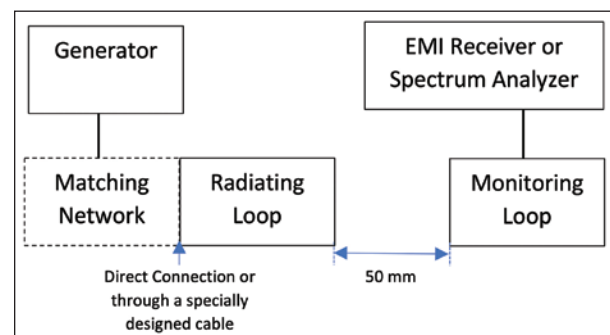 Generator
EMI Receiver or
Spectrum Analyzer
Matching
Network
Radiating
Loop
Monitoring
Loop
Direct Connection or
through a specially
designed cable
50 mm